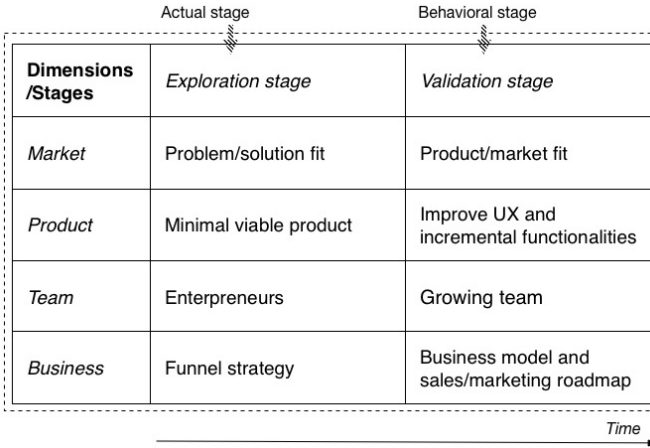 Actual stage
Behavioral stage
Dimensions
/Stages
Exploration stage
Validation stage
Market
Problem/solution fit
Product/market fit
Product
Minimal viable product
Improve UX and
incremental functionalities
Team
Enterpreneurs
Growing team
Business
Funnel strategy
Business model and
sales/marketing roadmap
Time